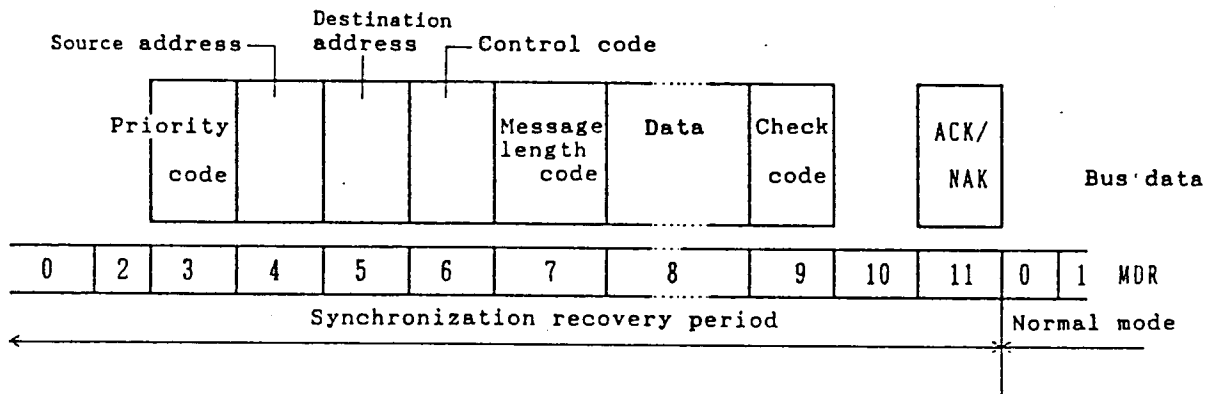 Destination
Source address
address
Control code
Priority
code
Message
length
code
Data
Check
code
ACK/
NAK
Bus data
0 2 3 4 5 6 7 8 9 10 11 0 1 MDR
Synchronization recovery period
Normal mode